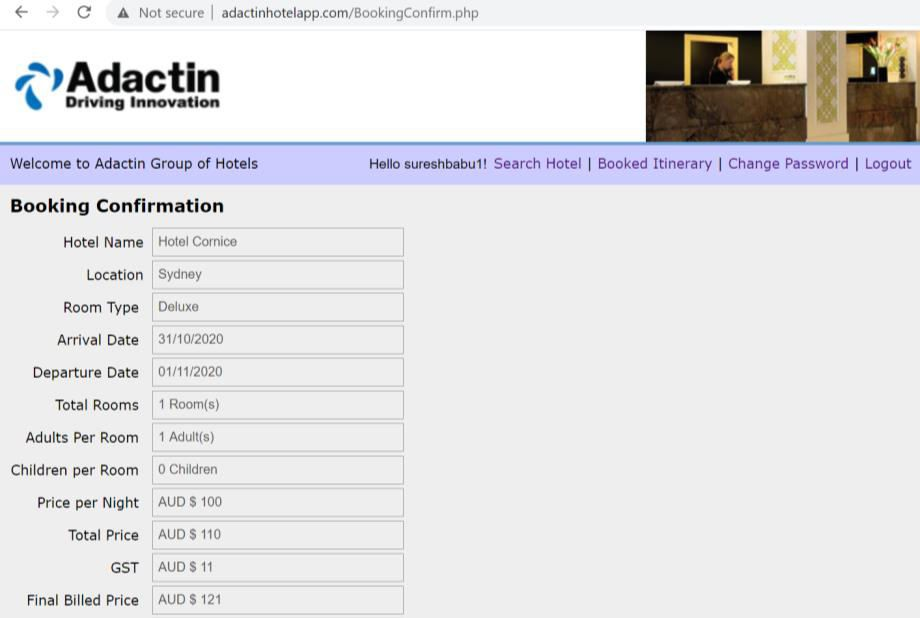 Not secure | adactinhotelapp.com/BookingConfirm.php
Adactin
Driving Innovation
Welcome to Adactin Group of Hotels Hello sureshbabu1! Search Hotel | Booked Itinerary | Change Password | Logout
Booking Confirmation
Hotel Name Hotel Cornice
Location Sydney
Room Type Deluxe
Arrival Date 31/10/2020
Departure Date 01/11/2020
Total Rooms 1 Room(s)
Adults Per Room 1 Adult(s)
Children per Room 0 Children
Price per Night AUD $ 100
Total Price AUD $ 110
GST AUD $ 11
Final Billed Price AUD $ 121